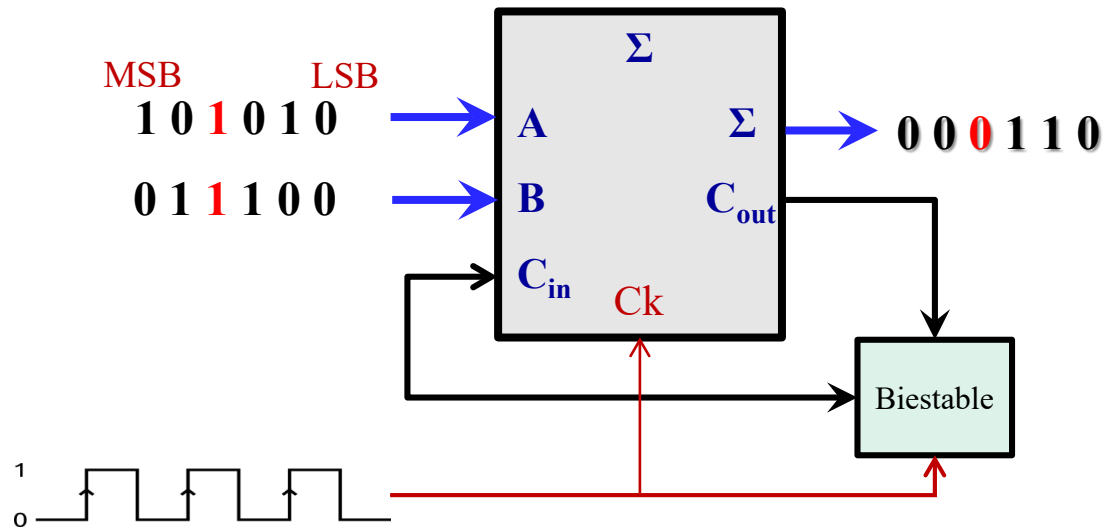 Σ
MSB LSB
1 0 1 0 1 0
A Σ
0 0 0 1 1 0
0 1 1 1 0 0
B Cout
Cin
Ck
Biestable
1
0